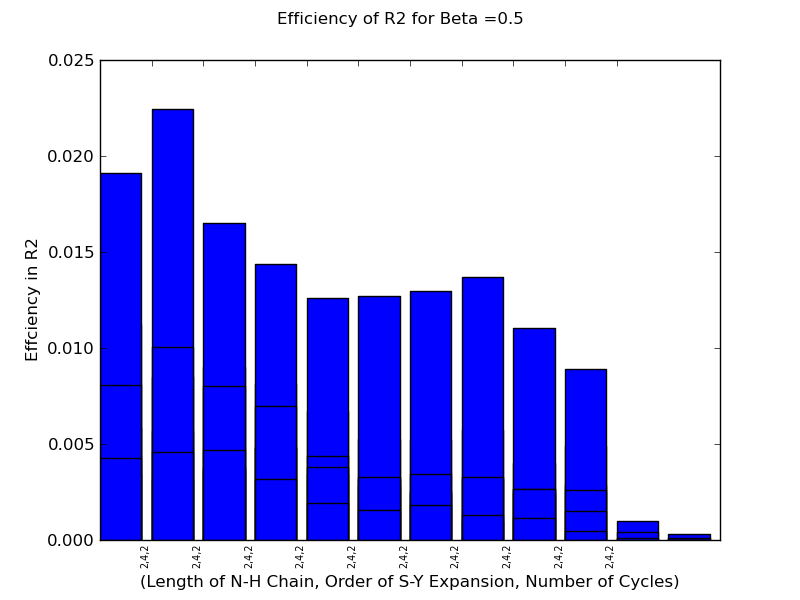 Efficiency of R2 for Beta =0.5
0.025
0.020
0.015
0.010
0.005
0.000
Effciency in R2
2,4,2 2,4,2 2,4,2 2,4,2 2,4,2 2,4,2 2,4,2 2,4,2 2,4,2 2,4,2
(Length of N-H Chain, Order of S-Y Expansion, Number of Cycles)